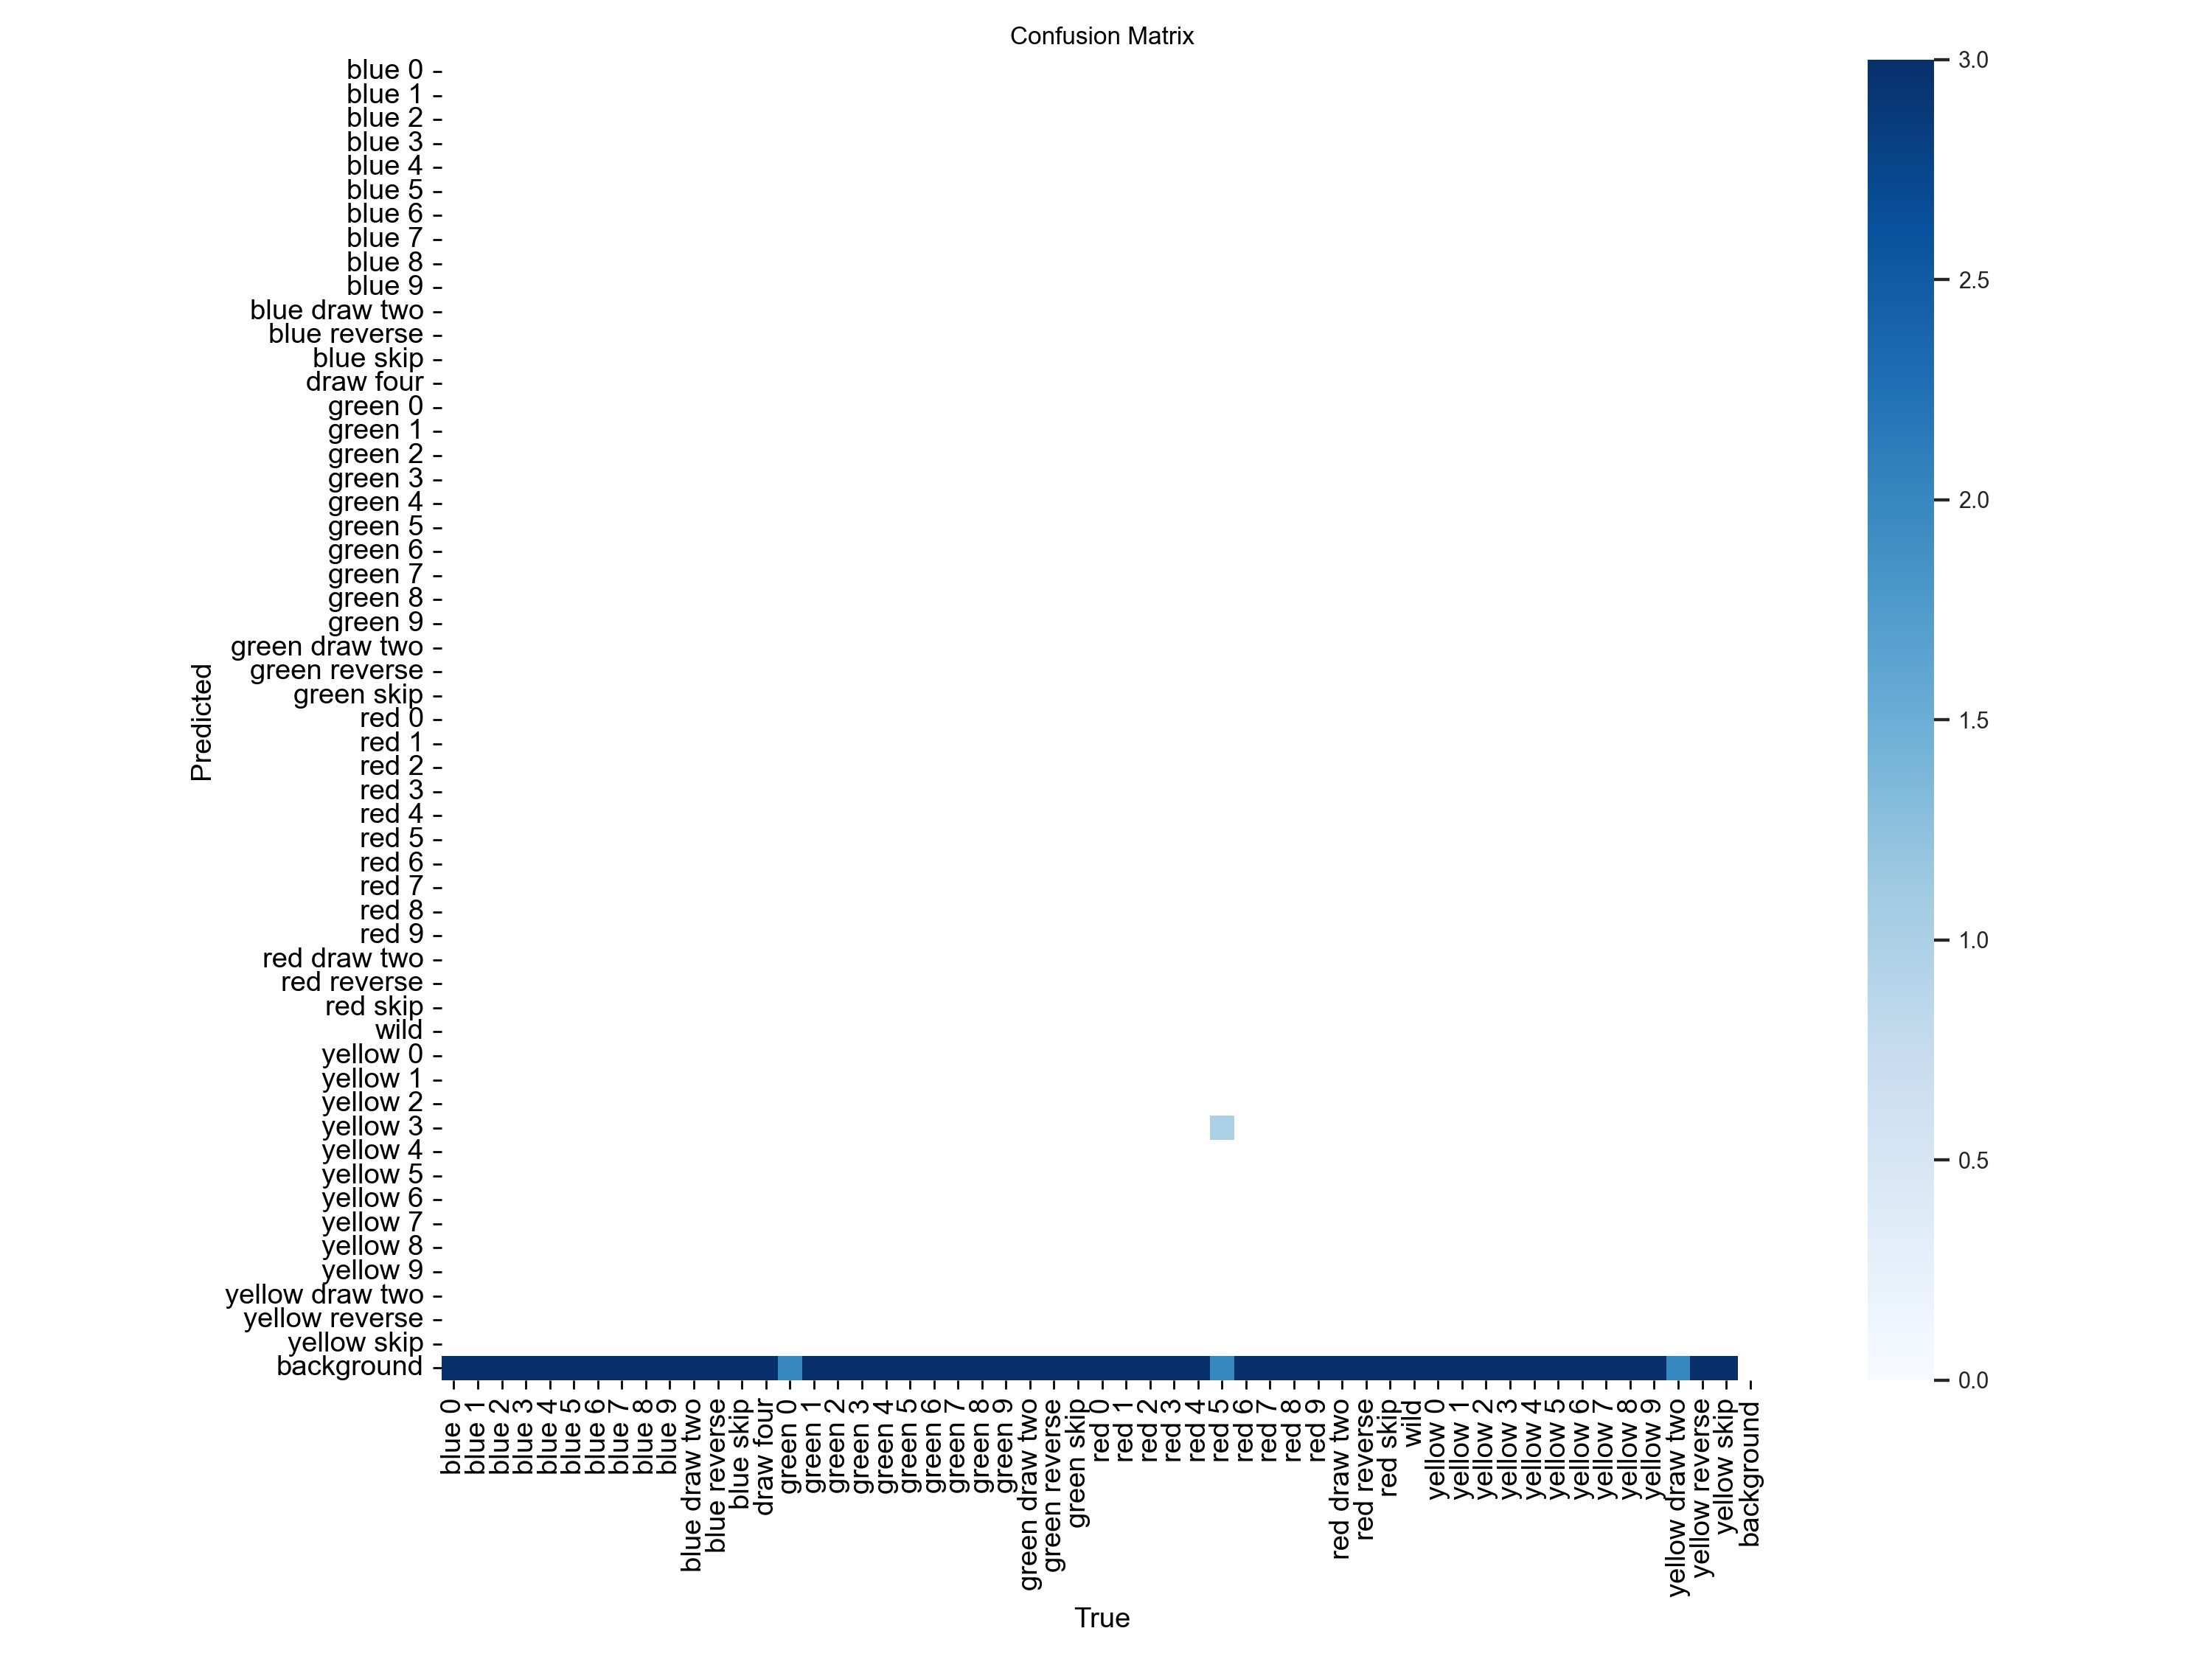 Confusion Matrix
Predicted
blue 0
blue 1
blue 2
blue 3
blue 4
blue 5
blue 6
blue 7
blue 8
blue 9
blue draw two
blue reverse
blue skip
draw four
green 0
green 1
green 2
green 3
green 4
green 5
green 6
green 7
green 8
green 9
green draw two
green reverse
green skip
red 0
red 1
red 2
red 3
red 4
red 5
red 6
red 7
red 8
red 9
red draw two
red reverse
red skip
wild
yellow 0
yellow 1
yellow 2
yellow 3
yellow 4
yellow 5
yellow 6
yellow 7
yellow 8
yellow 9
yellow draw two
yellow reverse
yellow skip
background
blue 0
blue 1
blue 2
blue 3
blue 4
blue 5
blue 6
blue 7
blue 8
blue 9
blue draw two
blue reverse
blue skip
draw four
green 0
green 1
green 2
green 3
green 4
green 5
green 6
green 7
green 8
green 9
green draw two
green reverse
green skip
red 0
red 1
red 2
red 3
red 4
red 5
red 6
red 7
red 8
red 9
red draw two
red reverse
red skip
wild
yellow 0
yellow 1
yellow 2
yellow 3
yellow 4
yellow 5
yellow 6
yellow 7
yellow 8
yellow 9
yellow draw two
yellow reverse
yellow skip
background
True
3.0
2.5
2.0
1.5
1.0
0.5
0.0